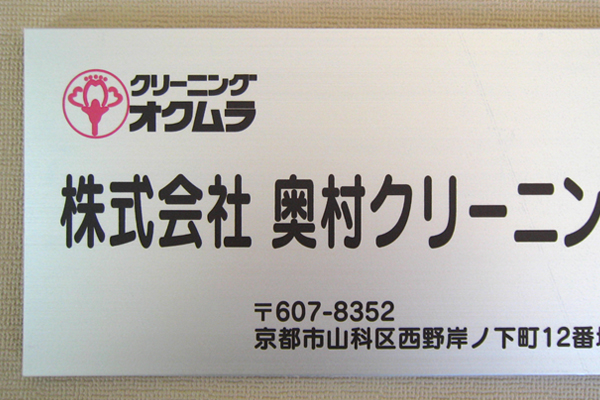 クリーニング
オクムラ
株式会社 奥村クリーニン
〒607-8352
京都市山科区西野岸ノ下町12番地